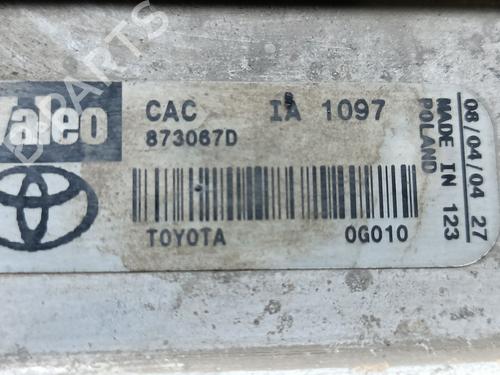 Valeo
CAC IA 1097
873067D
TOYOTA 0G010
08/04/04 27
MADE IN 123
POLAND